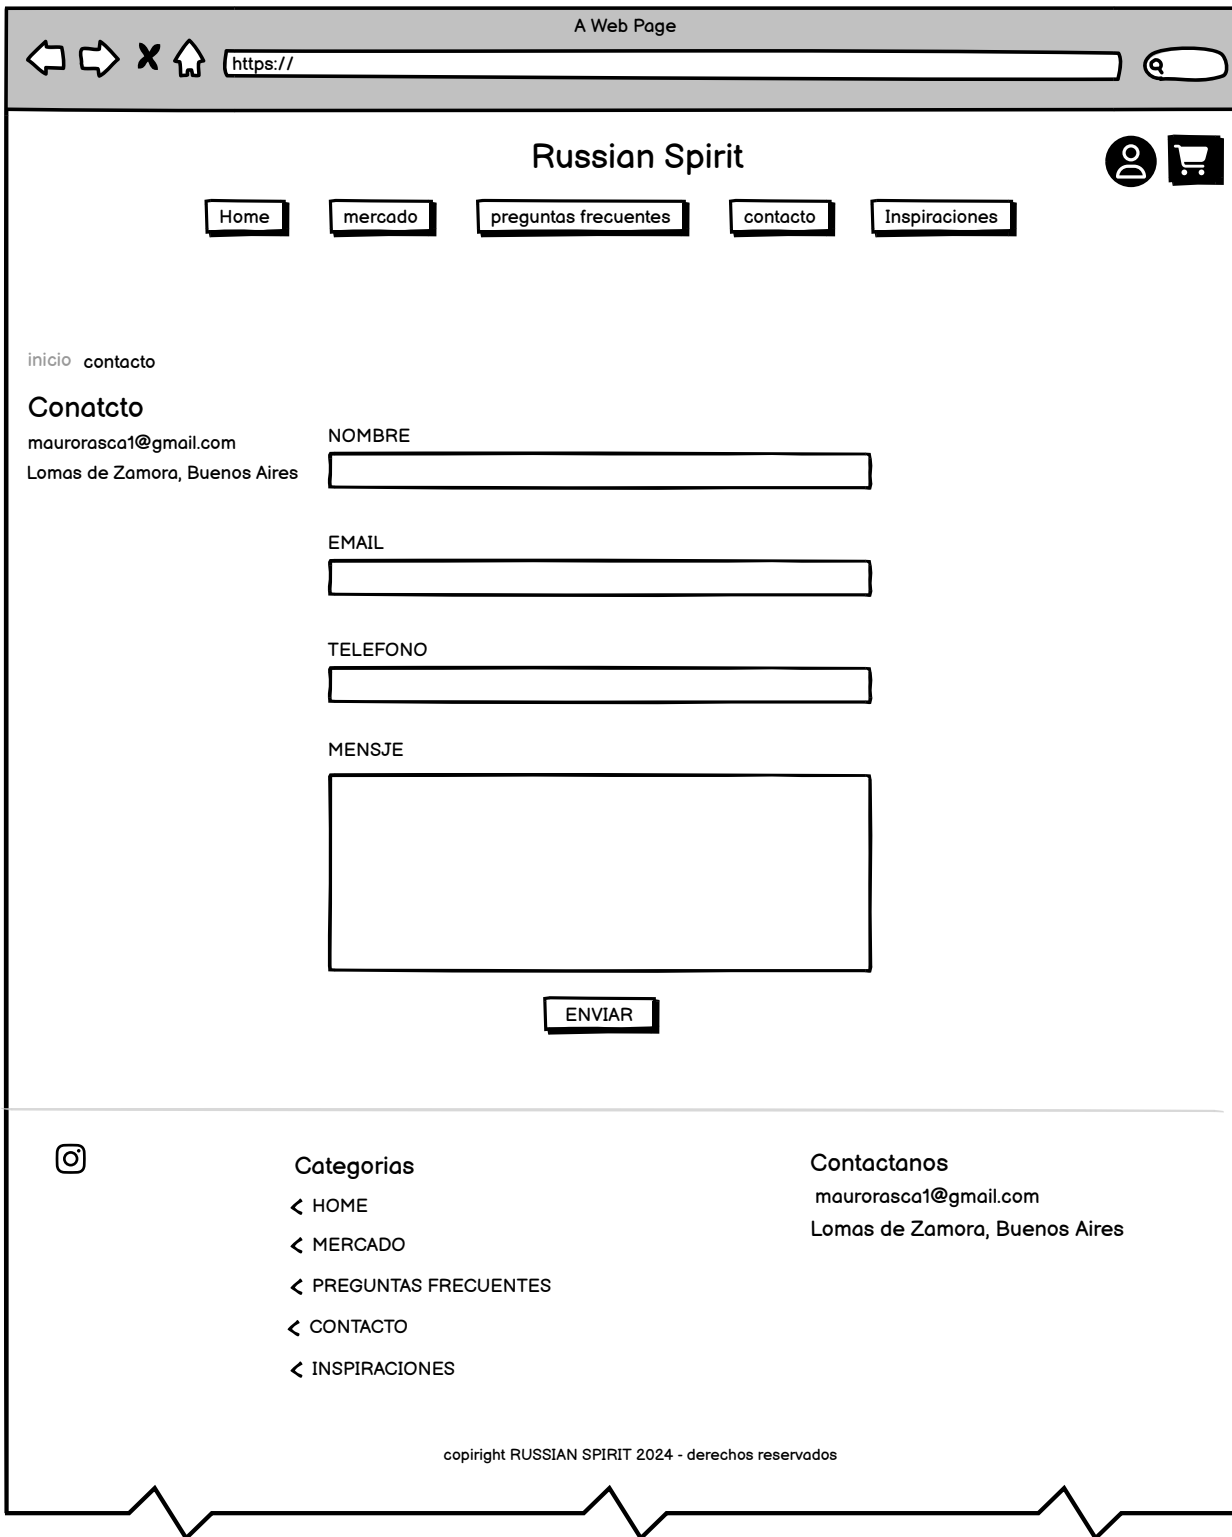 A Web Page
https://
Russian Spirit
Home mercado preguntas frecuentes contacto Inspiraciones
inicio contacto
Conatcto
maurorasca1@gmail.com
Lomas de Zamora, Buenos Aires
NOMBRE
EMAIL
TELEFONO
MENSJE
ENVIAR
Categorias
HOME
MERCADO
PREGUNTAS FRECUENTES
CONTACTO
INSPIRACIONES
Contactanos
maurorasca1@gmail.com
Lomas de Zamora, Buenos Aires
copiright RUSSIAN SPIRIT 2024 - derechos reservados